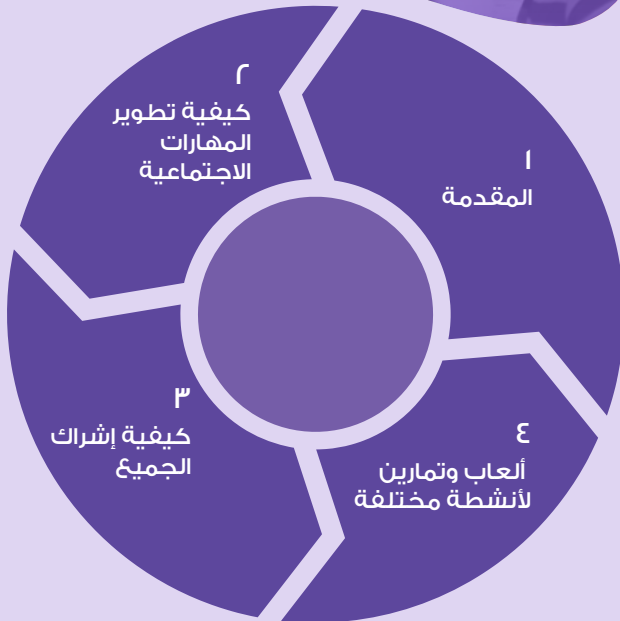 ١
المقدمة
٢
كيفية تطوير
المهارات
الاجتماعية
٣
كيفية إشراك
الجميع
٤
ألعاب وتمارين
لأنشطة مختلفة